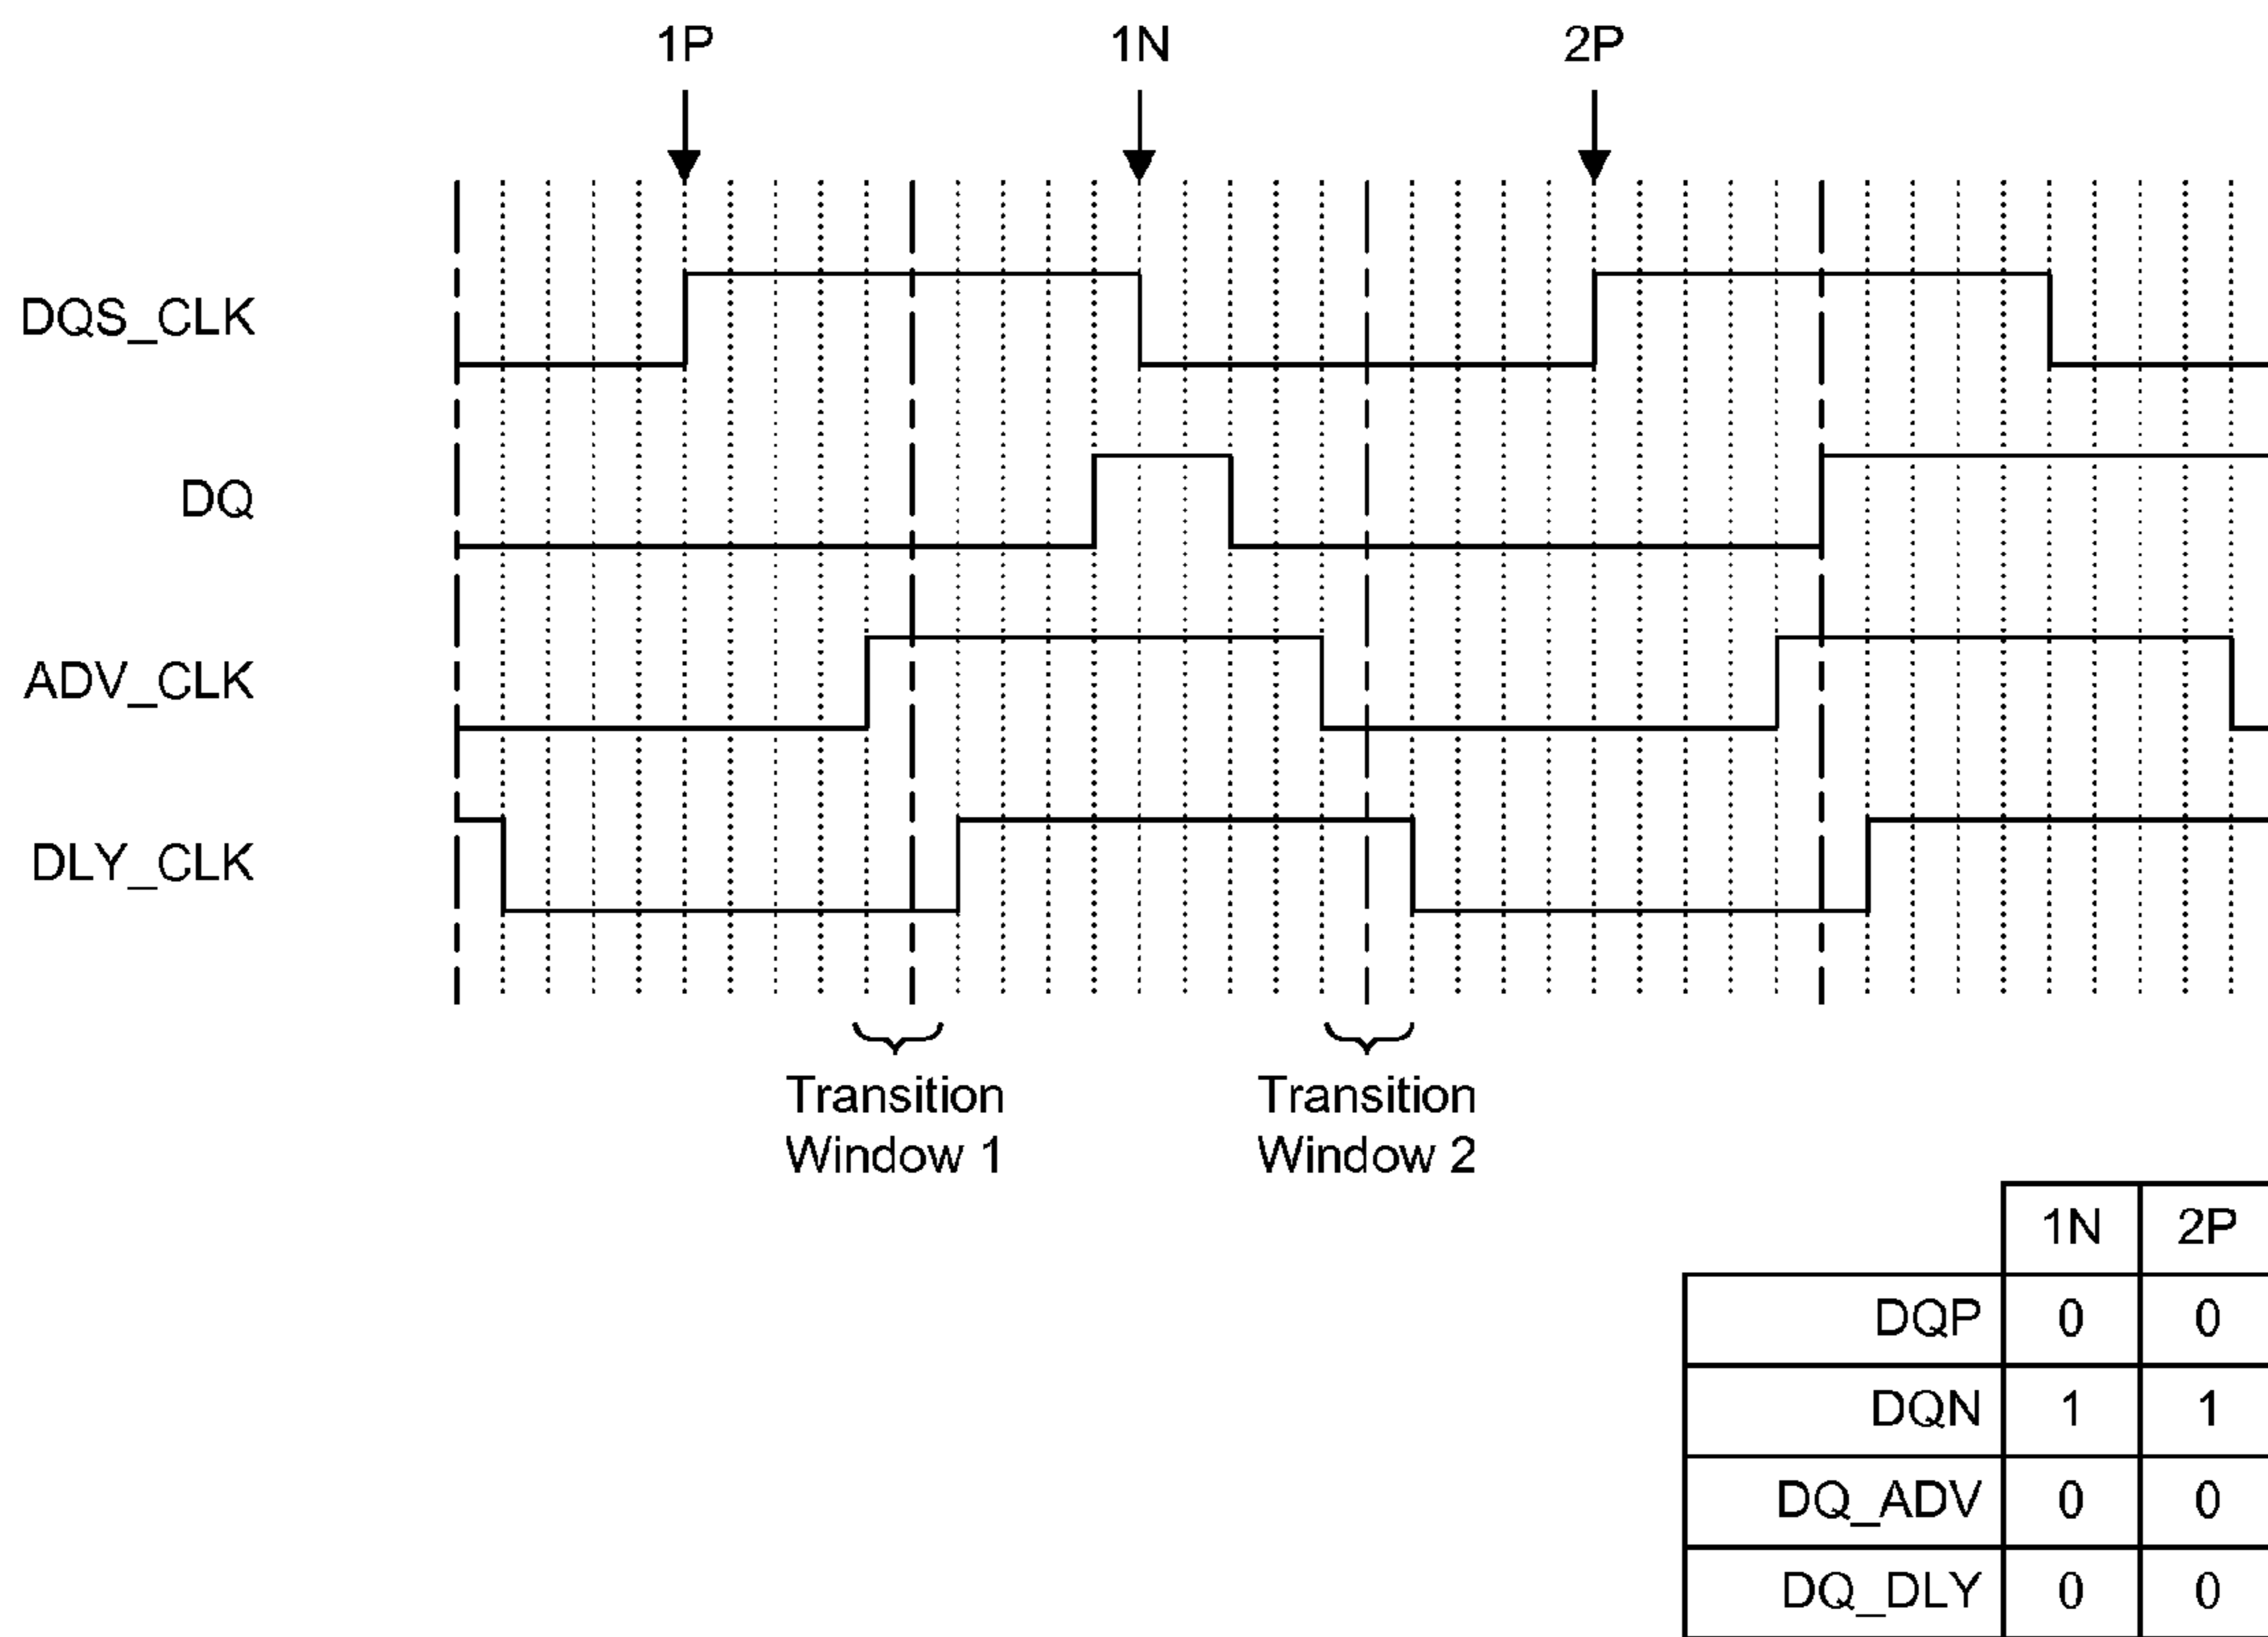 1P 1N 2P
DQS_CLK
DQ
ADV_CLK
DLY_CLK
Transition Transition
Window 1 Window 2
1N 2P
DQP 0 0
DQN 1 1
DQ_ADV 0 0
DQ_DLY 0 0